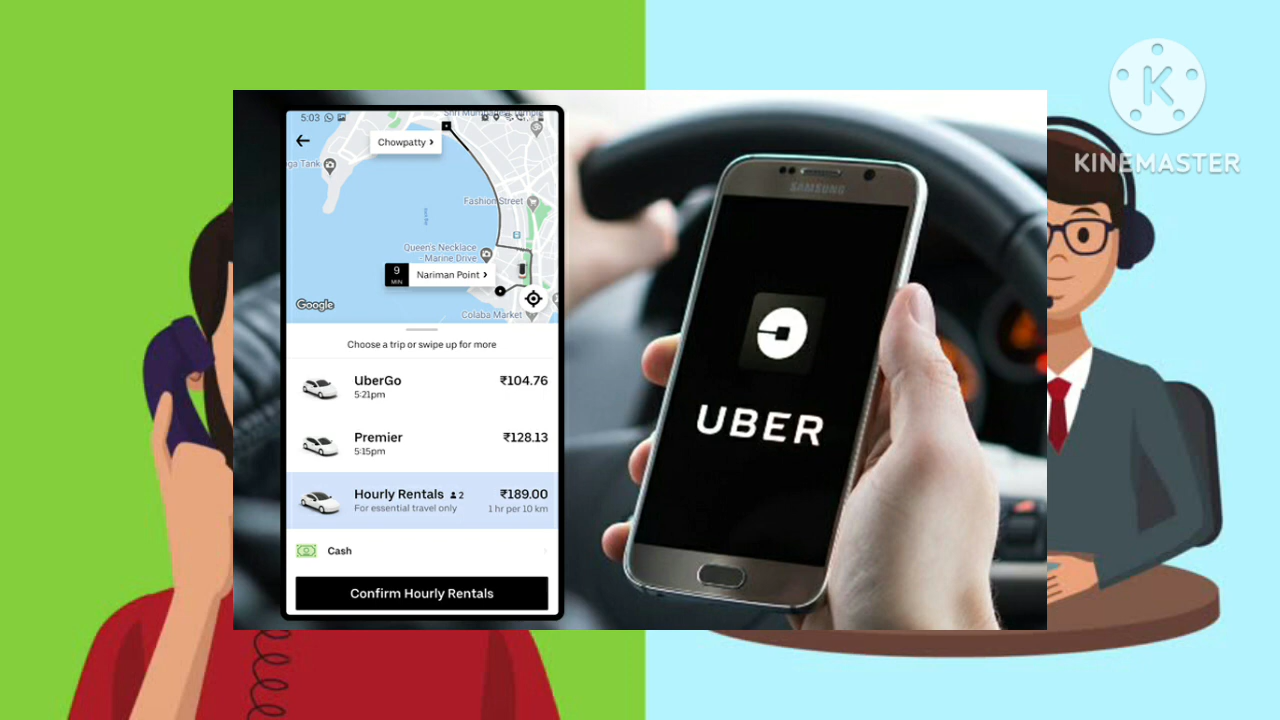 KINEMASTER
5:03
Chowpatty
Fashion Street
Queen's Necklace
Marine Drive
9
MIN
Nariman Point
Google
Colaba Market
Choose a trip or swipe up for more
UberGo
₹104.76
5:21pm
Premier
₹128.13
5:15pm
Hourly Rentals 2
₹189.00
For essential travel only
1 hr per 10 km
Cash
Confirm Hourly Rentals
SAMSUNG
UBER